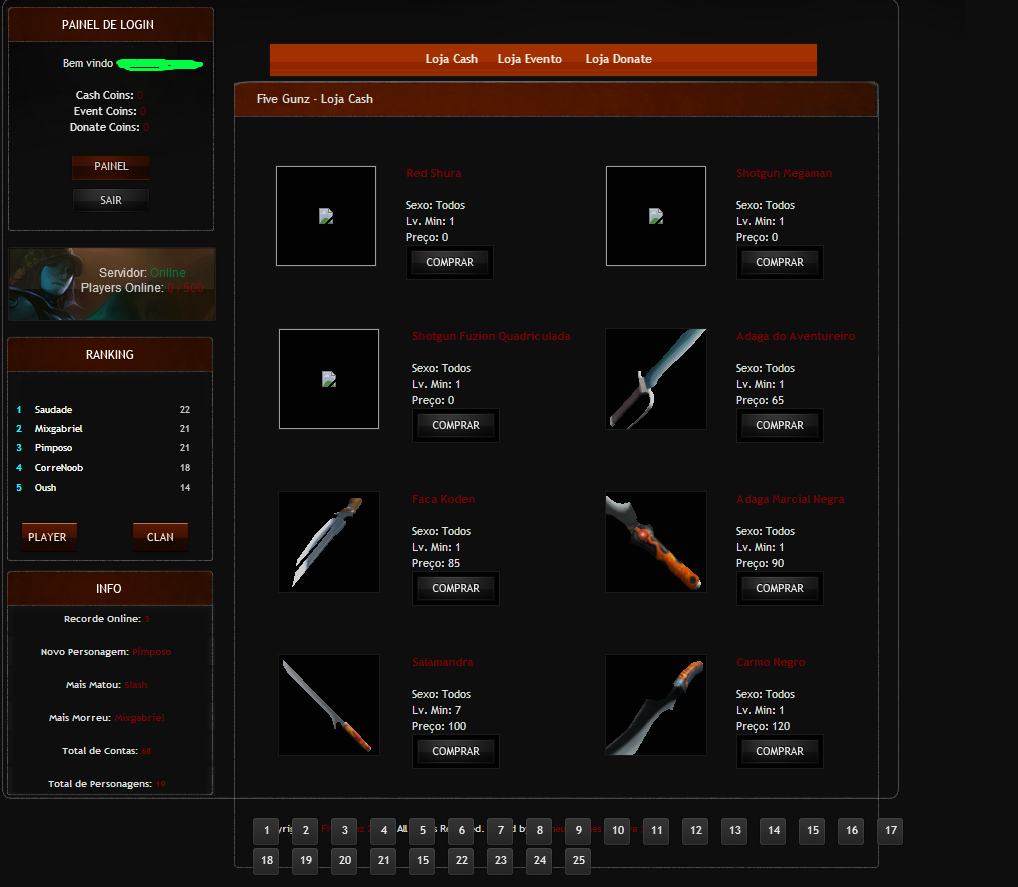 PAINEL DE LOGIN
Bem vindo
Cash Coins: 0
Event Coins: 0
Donate Coins: 0
PAINEL
SAIR
Servidor: Online
Players Online: 0 / 500
RANKING
1 Saudade 22
2 Mixgabriel 21
3 Pimposo 21
4 CorreNoob 18
5 Oush 14
PLAYER CLAN
INFO
Recorde Online: 3
Novo Personagem: Pimposo
Mais Matou: Slash
Mais Morreu: Mixgabriel
Total de Contas: 68
Total de Personagens: 19
Loja Cash Loja Evento Loja Donate
Five Gunz - Loja Cash
Red Shura
Sexo: Todos
Lv. Min: 1
Preço: 0
COMPRAR
Shotgun Megaman
Sexo: Todos
Lv. Min: 1
Preço: 0
COMPRAR
Shotgun Fuzion Quadriculada
Sexo: Todos
Lv. Min: 1
Preço: 0
COMPRAR
Adaga do Aventureiro
Sexo: Todos
Lv. Min: 1
Preço: 65
COMPRAR
Faca Koden
Sexo: Todos
Lv. Min: 1
Preço: 85
COMPRAR
Adaga Marcial Negra
Sexo: Todos
Lv. Min: 1
Preço: 90
COMPRAR
Salamandra
Sexo: Todos
Lv. Min: 7
Preço: 100
COMPRAR
Carmo Negro
Sexo: Todos
Lv. Min: 1
Preço: 120
COMPRAR
1 2 3 4 5 6 7 8 9 10 11 12 13 14 15 16 17
18 19 20 21 15 22 23 24 25